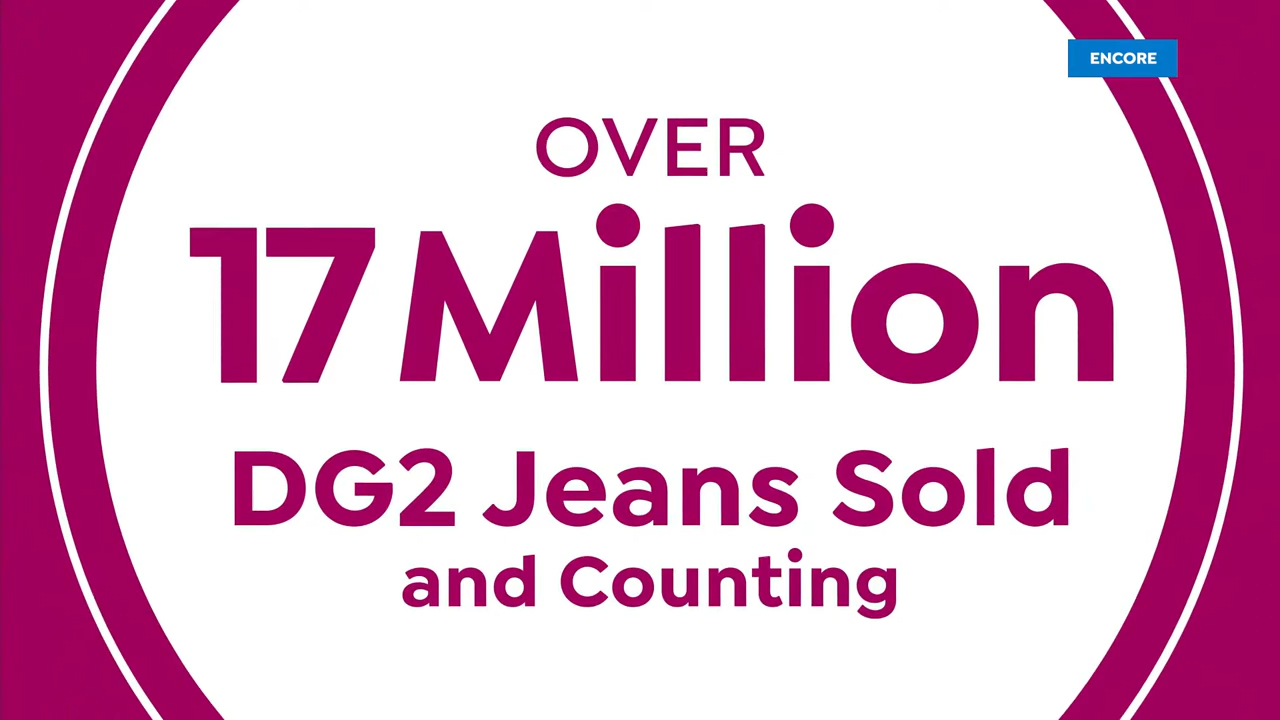 ENCORE
OVER
17 Million
DG2 Jeans Sold
and Counting